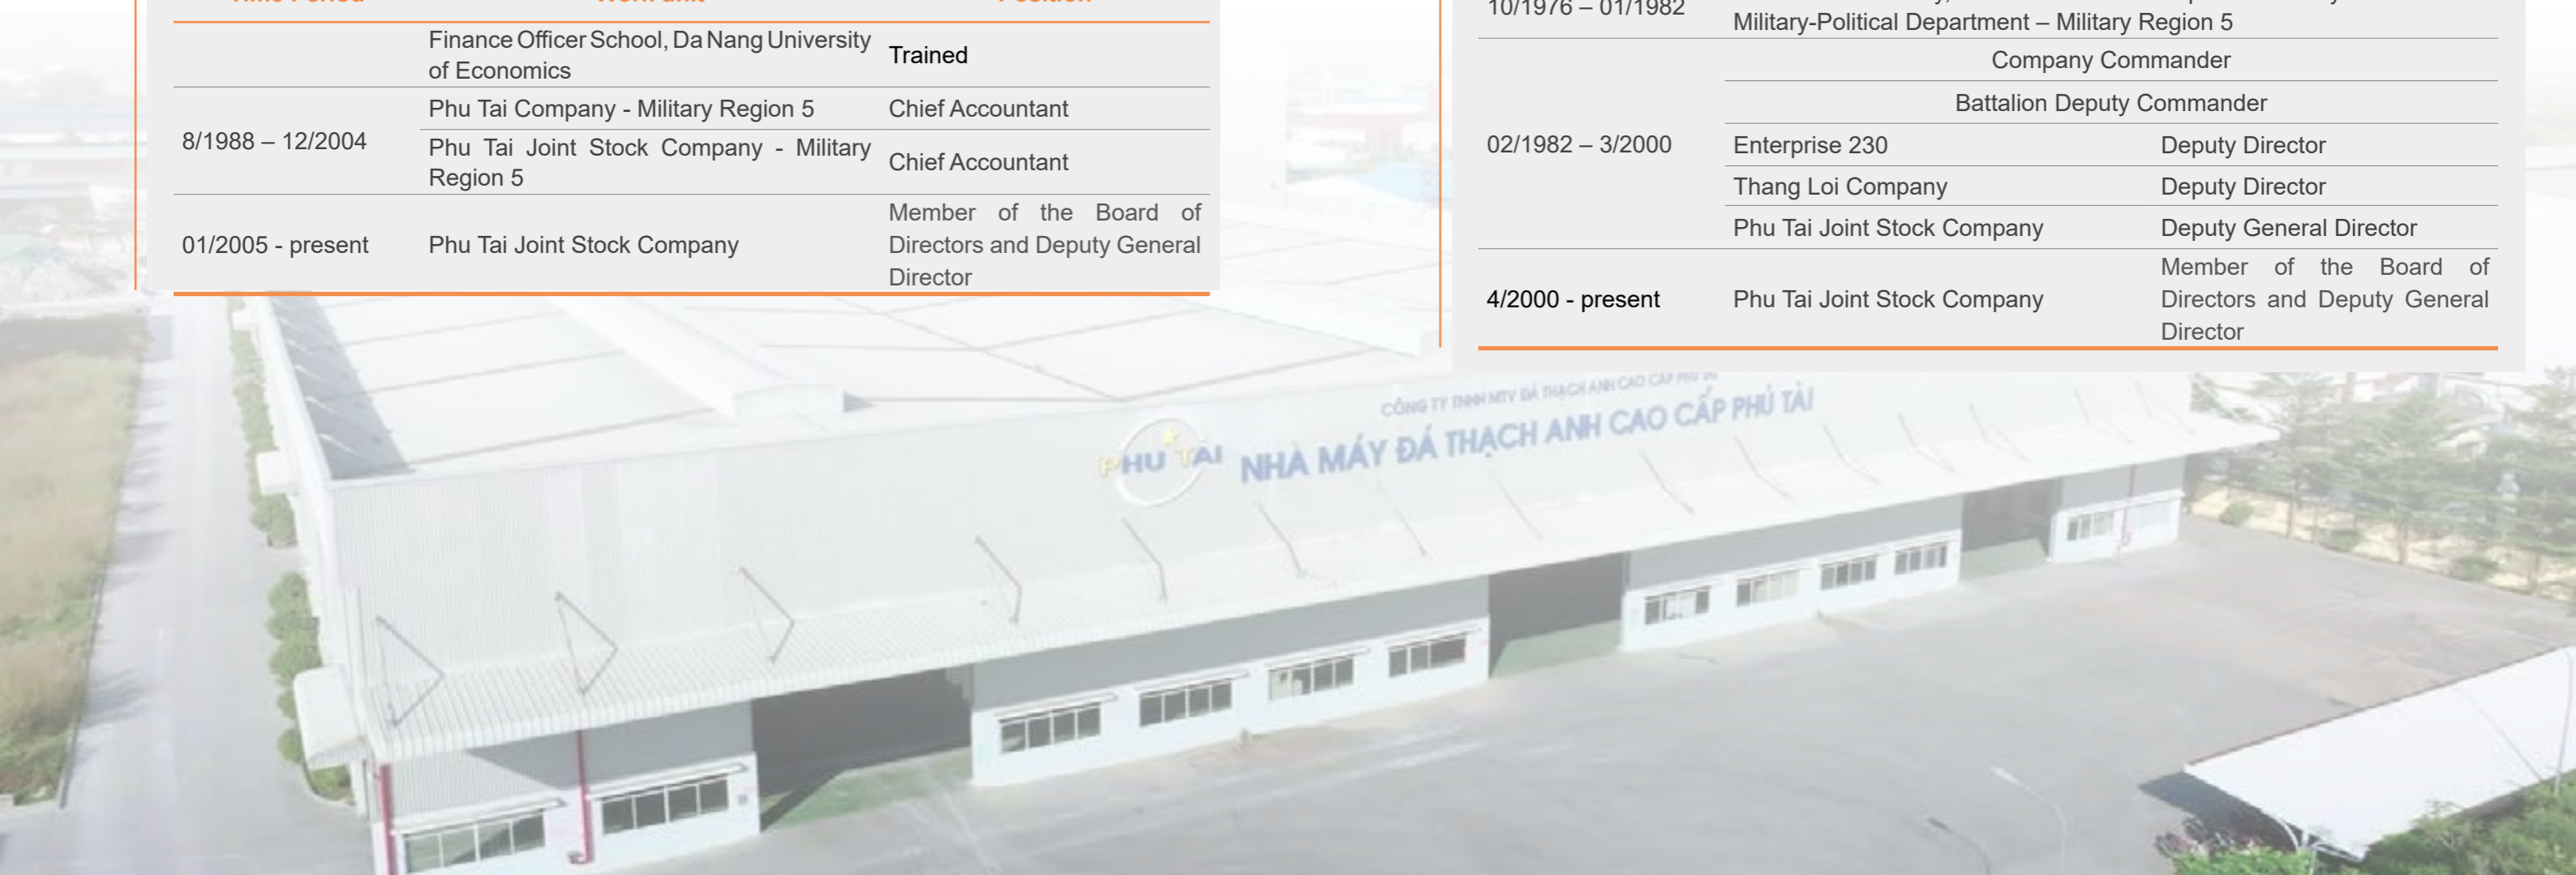 Time Period Work unit Position
Finance Officer School, Da Nang University
of Economics
Trained
8/1988 – 12/2004
Phu Tai Company - Military Region 5
Chief Accountant
Phu Tai Joint Stock Company - Military
Region 5
Chief Accountant
01/2005 - present
Phu Tai Joint Stock Company
Member of the Board of
Directors and Deputy General
Director
10/1976 – 01/1982
Military-Political Department – Military Region 5
02/1982 – 3/2000
Company Commander
Battalion Deputy Commander
Enterprise 230
Deputy Director
Thang Loi Company
Deputy Director
Phu Tai Joint Stock Company
Deputy General Director
4/2000 - present
Phu Tai Joint Stock Company
Member of the Board of
Directors and Deputy General
Director
CÔNG TY TNHH MTV ĐÁ THẠCH ANH CAO CẤP PHÚ TÀI
PHU TAI
NHÀ MÁY ĐÁ THẠCH ANH CAO CẤP PHÚ TÀI